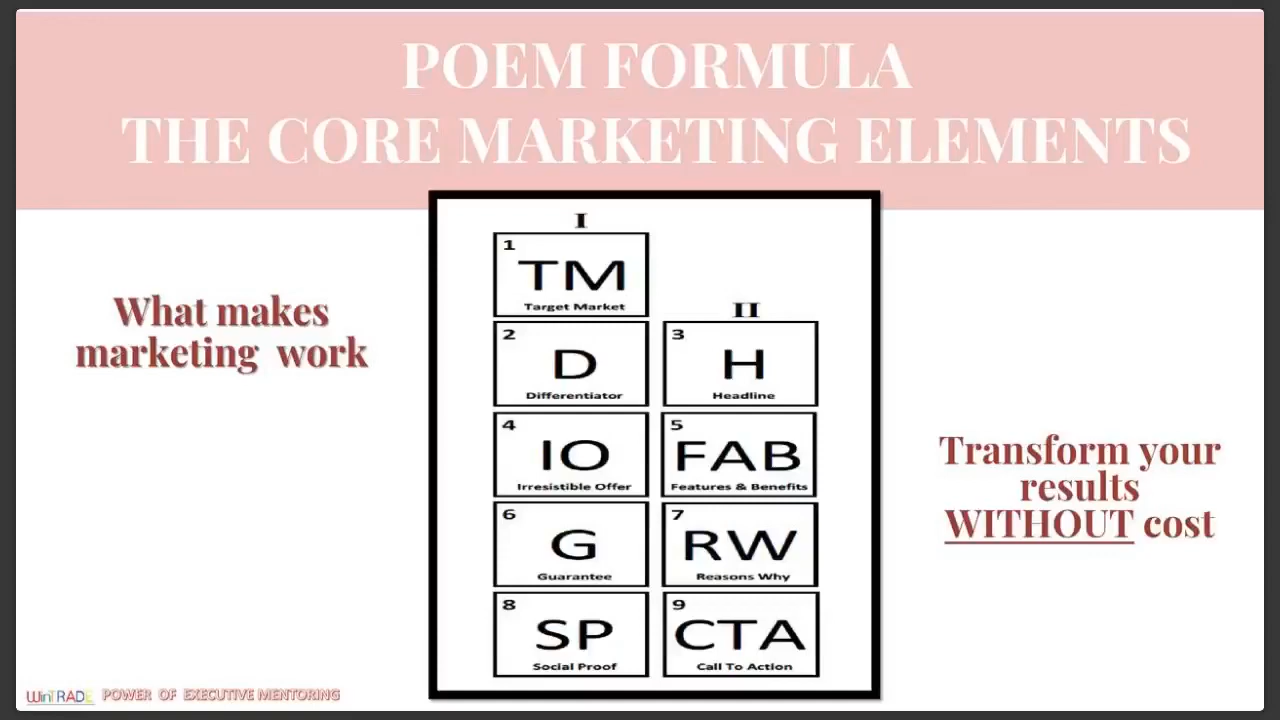 POEM FORMULA
THE CORE MARKETING ELEMENTS
What makes
marketing work
I
1
TM
Target Market
2
D
Differentiator
4
IO
Irresistible Offer
6
G
Guarantee
8
SP
Social Proof
II
3
H
Headline
5
FAB
Features & Benefits
7
RW
Reasons Why
9
CTA
Call To Action
Transform your
results
WITHOUT cost
WinTRADE POWER OF EXECUTIVE MENTORING